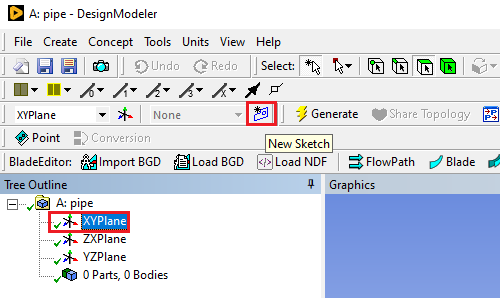 A: pipe - DesignModeler
File Create Concept Tools Units View Help
Undo Redo Select:
XYPlane None Generate Share Topology
Point Conversion New Sketch
BladeEditor: Import BGD Load BGD Load NDF FlowPath Blade
Tree Outline Graphics
A: pipe
XYPlane
ZXPlane
YZPlane
0 Parts, 0 Bodies